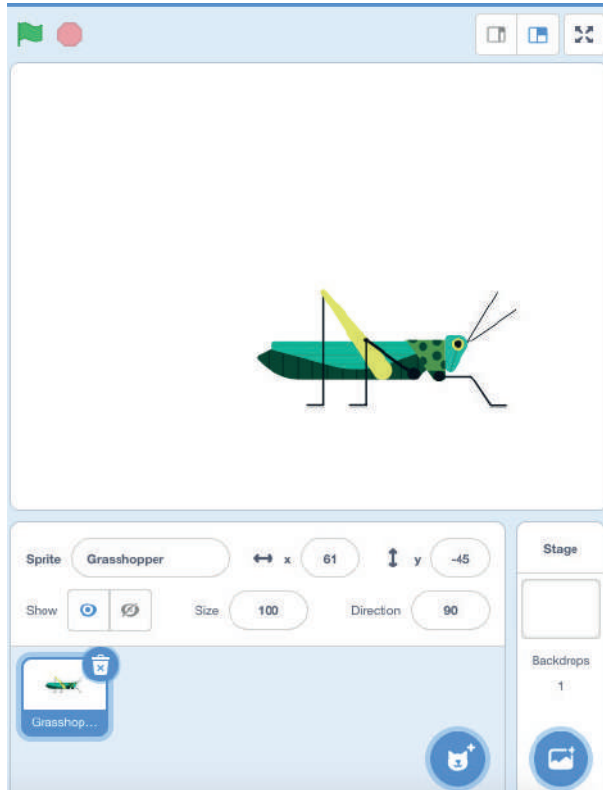 Sprite Grasshopper x 61 y -45
Show Size 100 Direction 90
Grasshop...
Stage
Backdrops
1